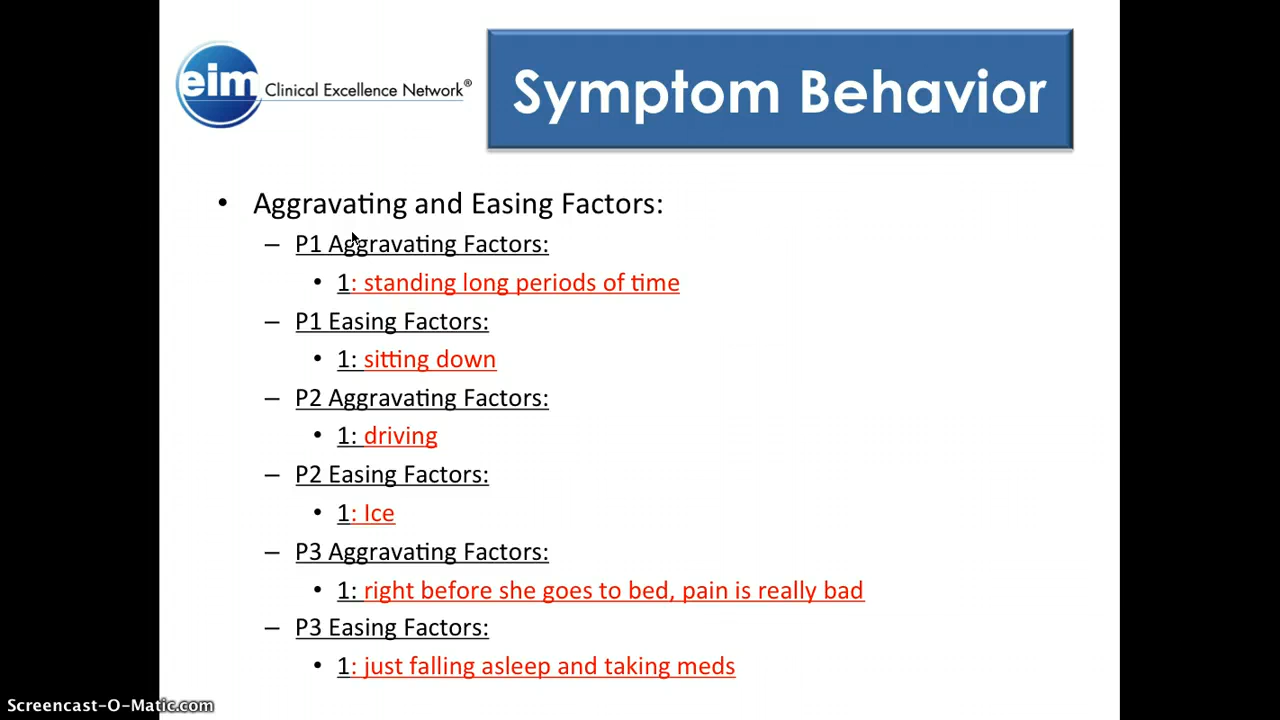 eim Clinical Excellence Network®
Symptom Behavior
• Aggravating and Easing Factors:
– P1 Aggravating Factors:
• 1: standing long periods of time
– P1 Easing Factors:
• 1: sitting down
– P2 Aggravating Factors:
• 1: driving
– P2 Easing Factors:
• 1: Ice
– P3 Aggravating Factors:
• 1: right before she goes to bed, pain is really bad
– P3 Easing Factors:
• 1: just falling asleep and taking meds
Screencast-O-Matic.com